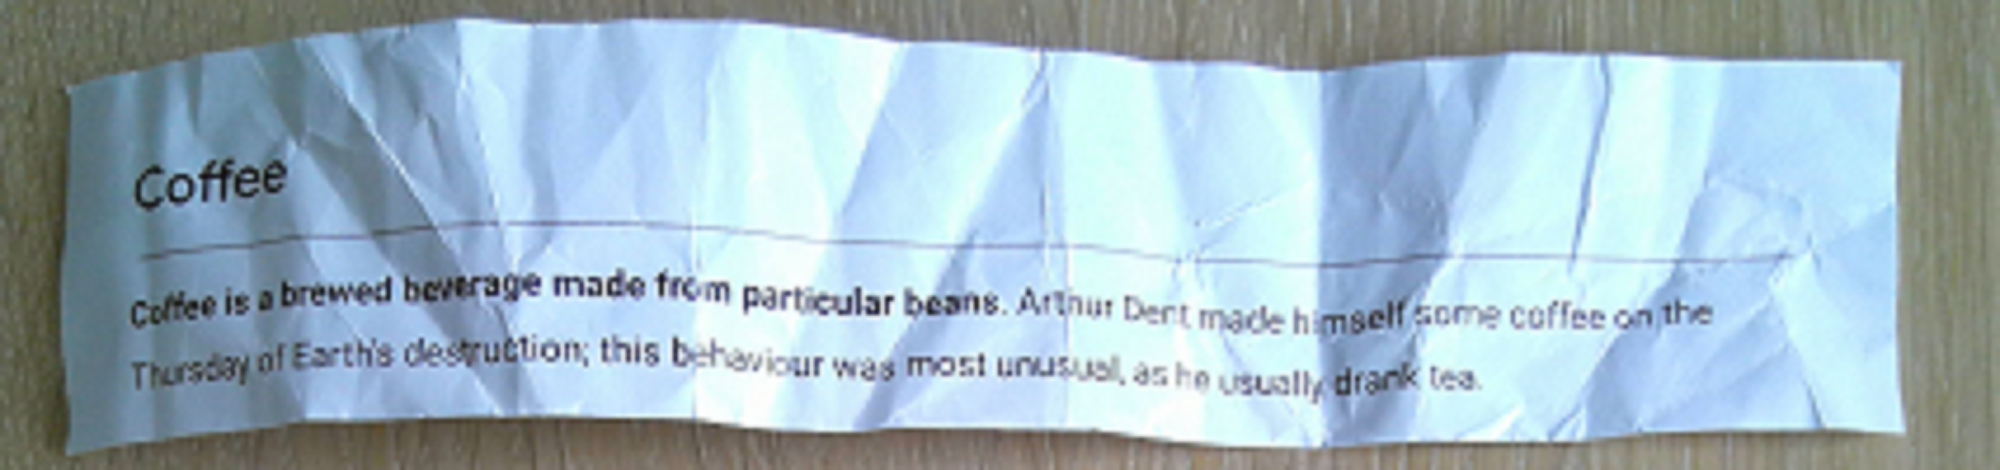 Coffee
Coffee is a brewed beverage made from particular beans. Arthur Dent made himself some coffee on the
Thursday of Earth's destruction; this behaviour was most unusual, as he usually drank tea.